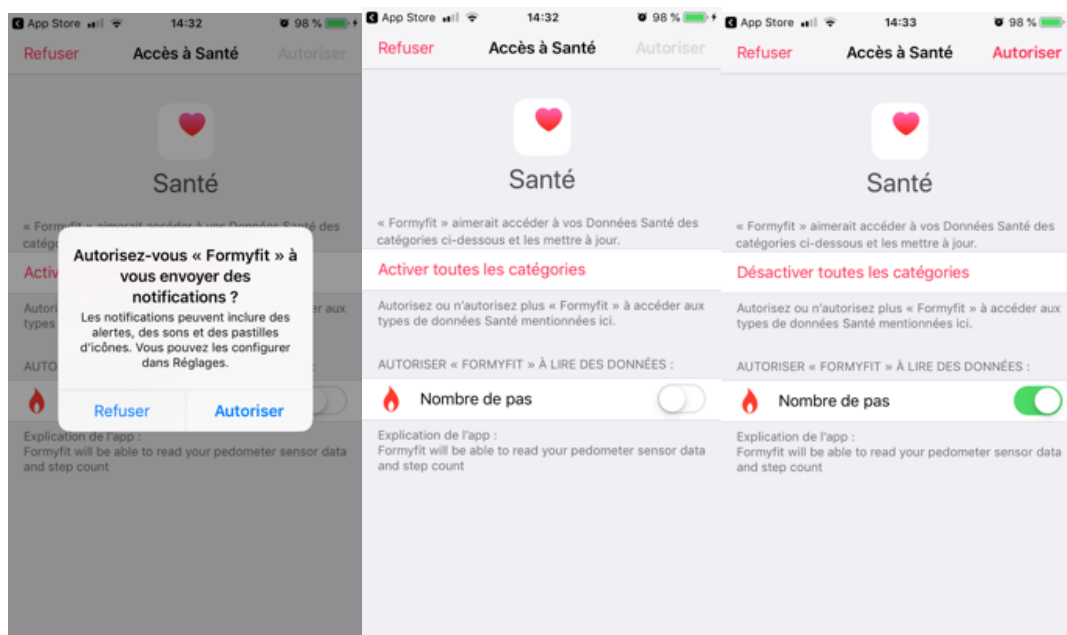 App Store 14:32 98 %
Refuser Accès à Santé Autoriser
Santé
« Formyfit » aimerait accéder à vos Données Santé des
catégo
Activ
Autori er aux
types
AUTO :
Autorisez-vous « Formyfit » à
vous envoyer des
notifications ?
Les notifications peuvent inclure des
alertes, des sons et des pastilles
d'icônes. Vous pouvez les configurer
dans Réglages.
Refuser Autoriser
Explication de l'app :
Formyfit will be able to read your pedometer sensor data
and step count
App Store 14:32 98 %
Refuser Accès à Santé Autoriser
Santé
« Formyfit » aimerait accéder à vos Données Santé des
catégories ci-dessous et les mettre à jour.
Activer toutes les catégories
Autorisez ou n'autorisez plus « Formyfit » à accéder aux
types de données Santé mentionnées ici.
AUTORISER « FORMYFIT » À LIRE DES DONNÉES :
Nombre de pas
Explication de l'app :
Formyfit will be able to read your pedometer sensor data
and step count
App Store 14:33 98 %
Refuser Accès à Santé Autoriser
Santé
« Formyfit » aimerait accéder à vos Données Santé des
catégories ci-dessous et les mettre à jour.
Désactiver toutes les catégories
Autorisez ou n'autorisez plus « Formyfit » à accéder aux
types de données Santé mentionnées ici.
AUTORISER « FORMYFIT » À LIRE DES DONNÉES :
Nombre de pas
Explication de l'app :
Formyfit will be able to read your pedometer sensor data
and step count